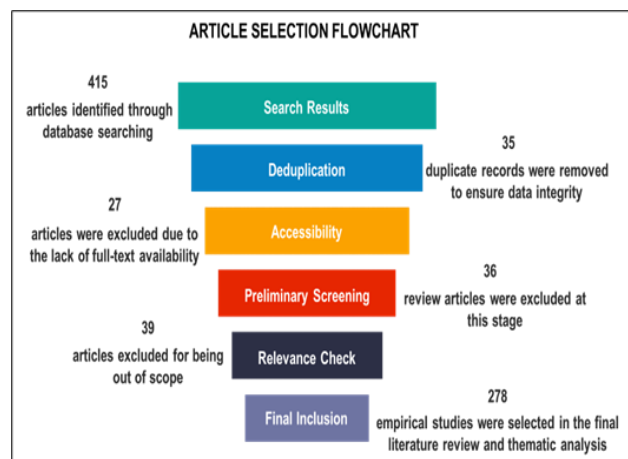 ARTICLE SELECTION FLOWCHART
415
articles identified through
database searching
Search Results
Deduplication
35
duplicate records were removed
to ensure data integrity
27
articles were excluded due to
the lack of full-text availability
Accessibility
Preliminary Screening
36
review articles were excluded at
this stage
39
articles excluded for being
out of scope
Relevance Check
Final Inclusion
278
empirical studies were selected in the final
literature review and thematic analysis